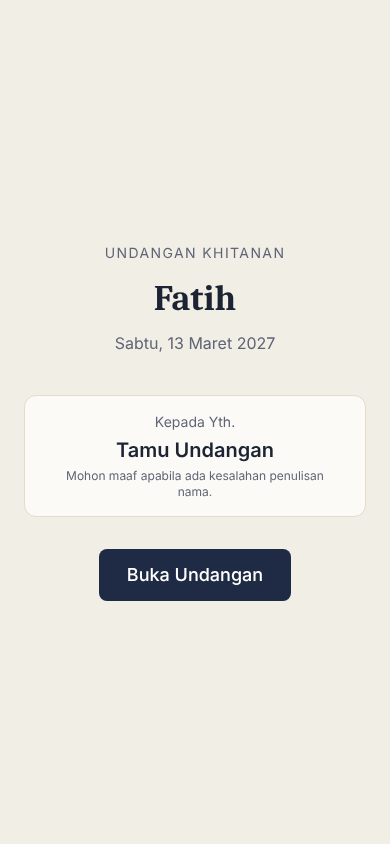 UNDANGAN KHITANAN
Fatih
Sabtu, 13 Maret 2027
Kepada Yth.
Tamu Undangan
Mohon maaf apabila ada kesalahan penulisan
nama.
Buka Undangan